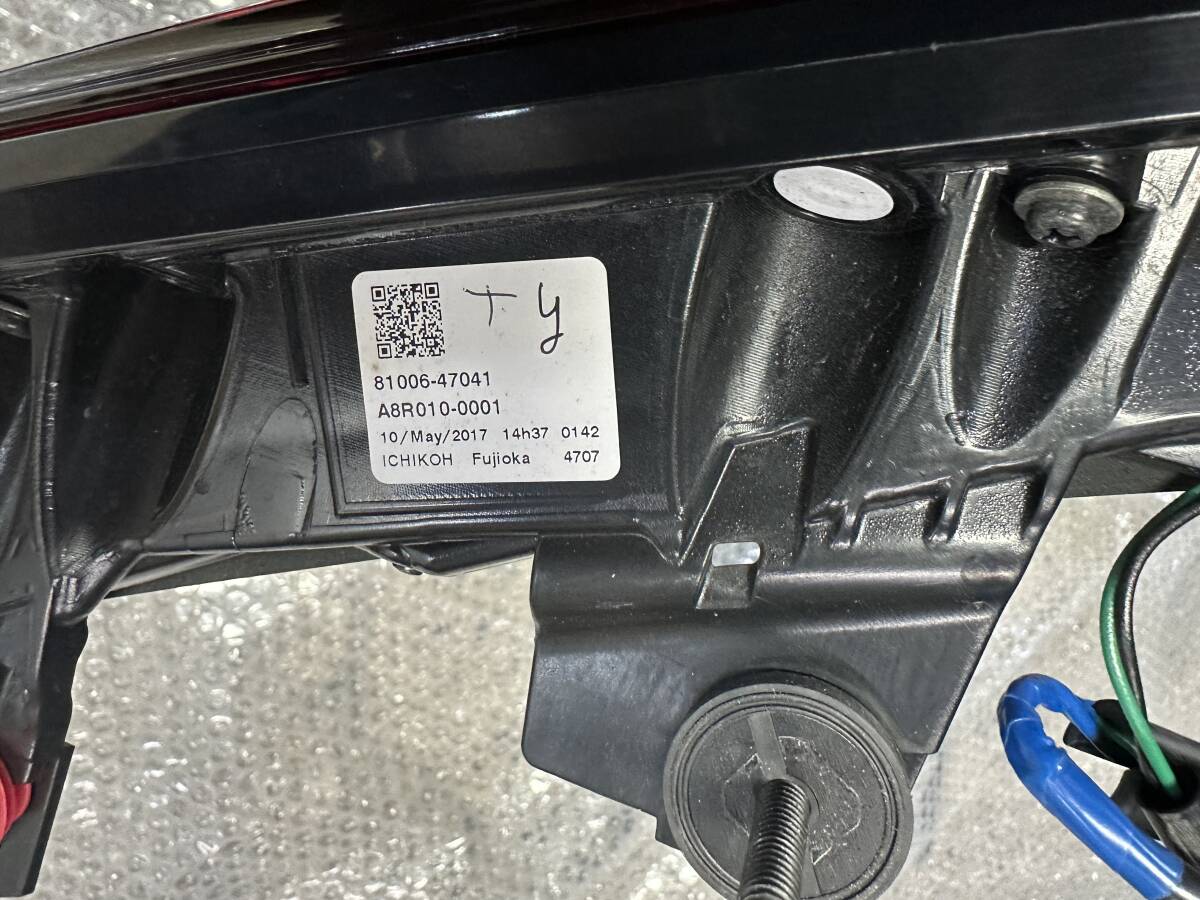 T y
81006-47041
A8R010-0001
10/May/2017 14h37 0142
ICHIKOH Fujioka 4707